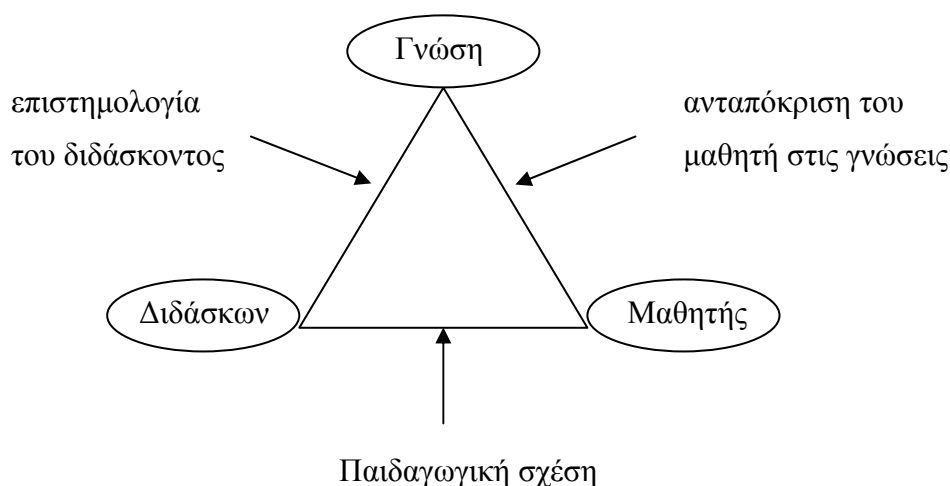 Γνώση
επιστημολογία
του διδάσκοντος
ανταπόκριση του
μαθητή στις γνώσεις
Διδάσκων
Μαθητής
Παιδαγωγική σχέση